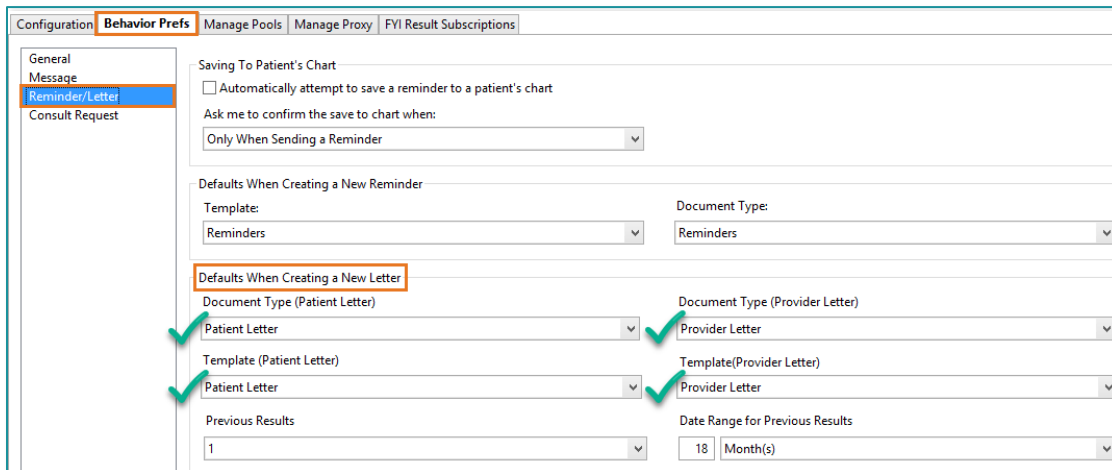 Configuration Behavior Prefs Manage Pools Manage Proxy FYI Result Subscriptions
General
Message
Reminder/Letter
Consult Request
Saving To Patient's Chart
Automatically attempt to save a reminder to a patient's chart
Ask me to confirm the save to chart when:
Only When Sending a Reminder
Defaults When Creating a New Reminder
Template: Document Type:
Reminders Reminders
Defaults When Creating a New Letter
Document Type (Patient Letter) Document Type (Provider Letter)
Patient Letter Provider Letter
Template (Patient Letter) Template(Provider Letter)
Patient Letter Provider Letter
Previous Results Date Range for Previous Results
1 18 Month(s)